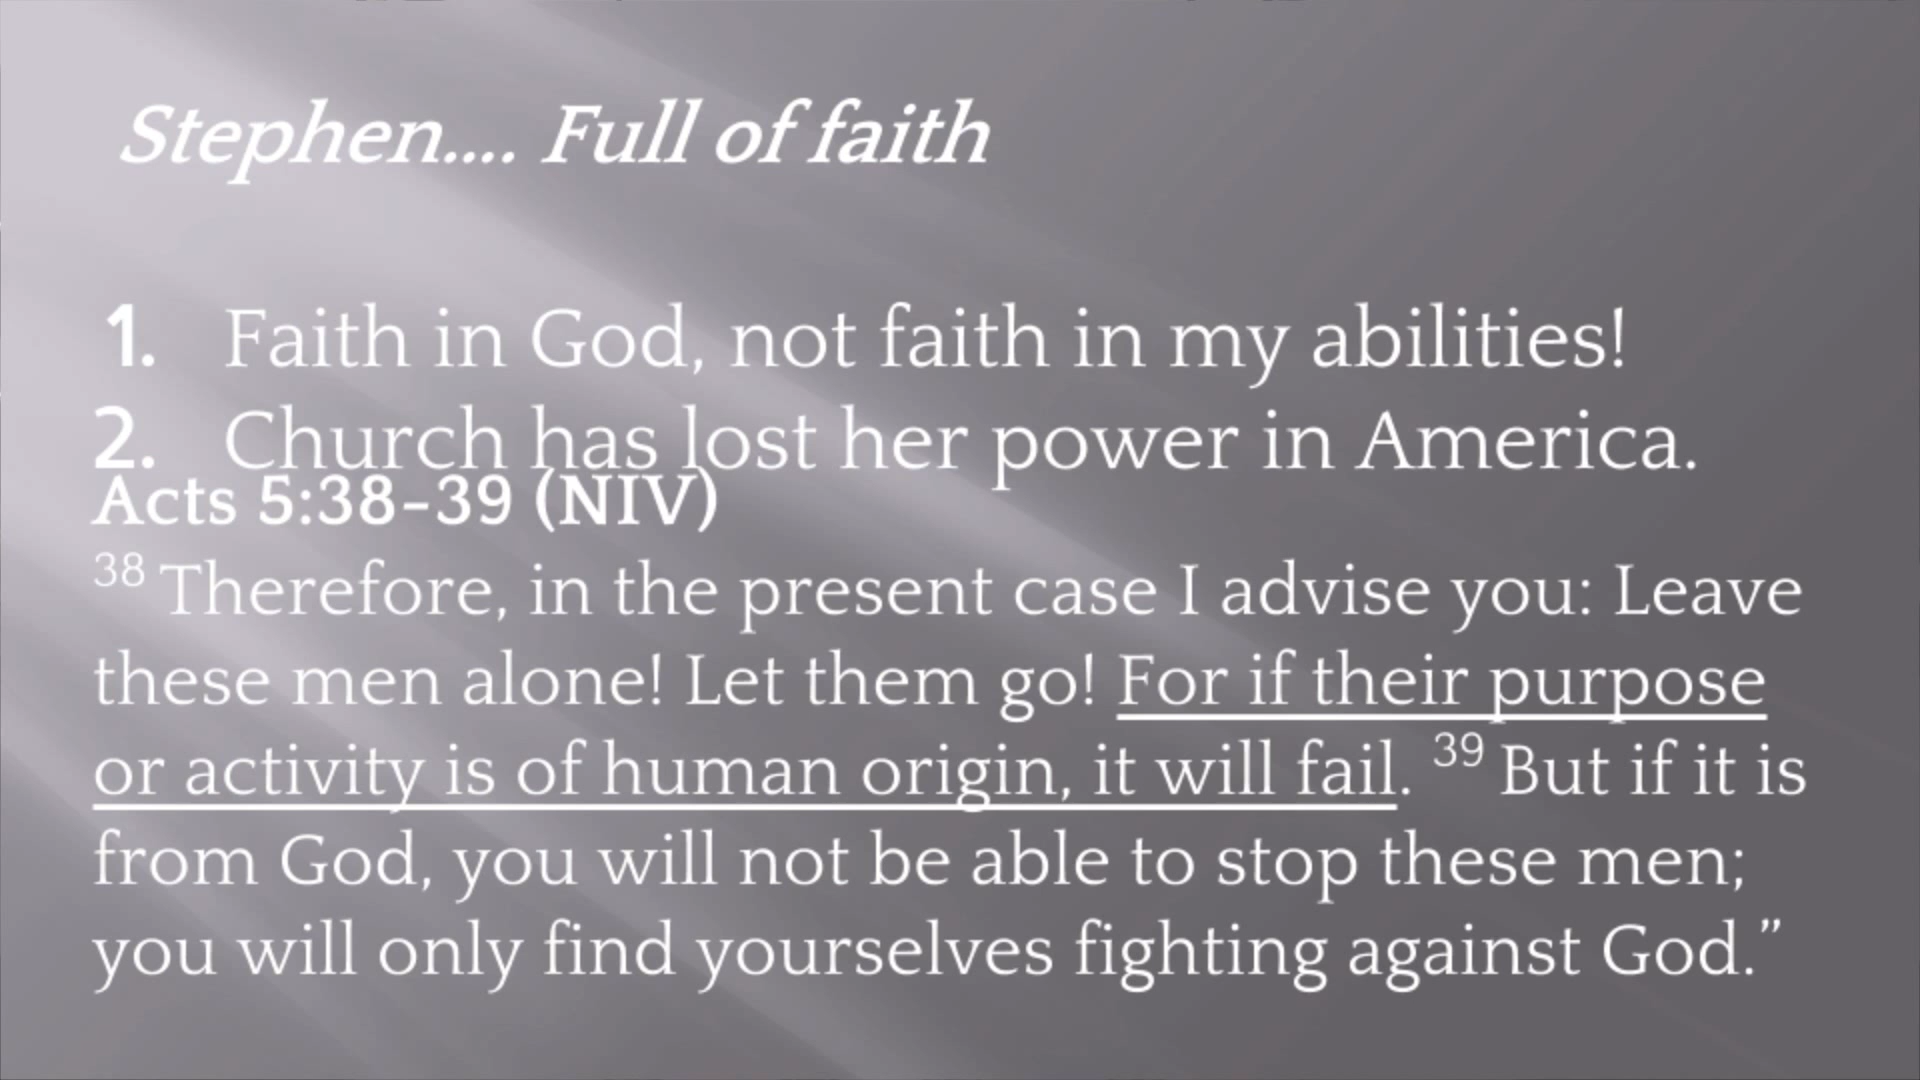 Stephen.... Full of faith
1. Faith in God, not faith in my abilities!
2. Church has lost her power in America.
Acts 5:38-39 (NIV)
38 Therefore, in the present case I advise you: Leave
these men alone! Let them go! For if their purpose
or activity is of human origin, it will fail. 39 But if it is
from God, you will not be able to stop these men;
you will only find yourselves fighting against God.”